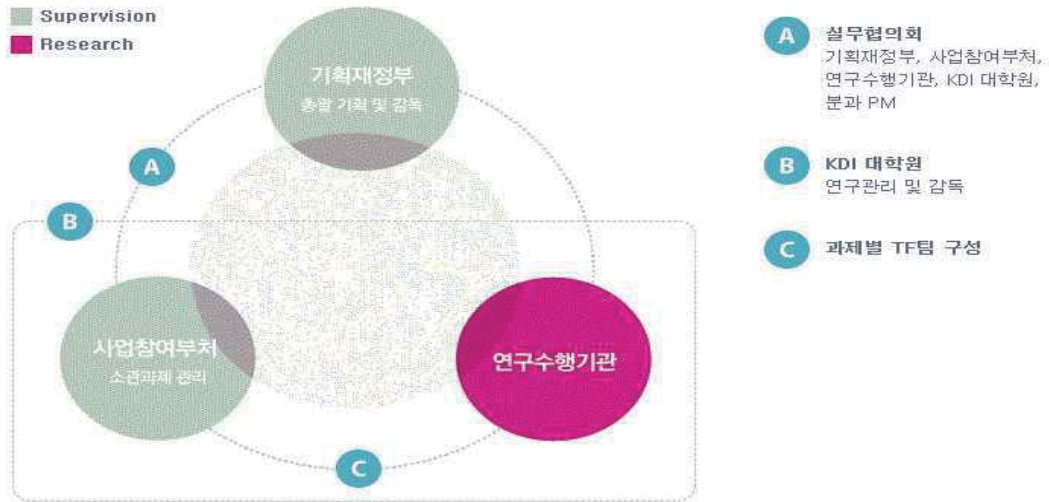 Supervision
Research
기획재정부
총괄 기획 및 감독
A
B
사업참여부처
소관과제 관리
연구수행기관
C
A 실무협의회
기획재정부, 사업참여부처,
연구수행기관, KDI 대학원,
분과 PM
B KDI 대학원
연구관리 및 감독
C 과제별 TF팀 구성